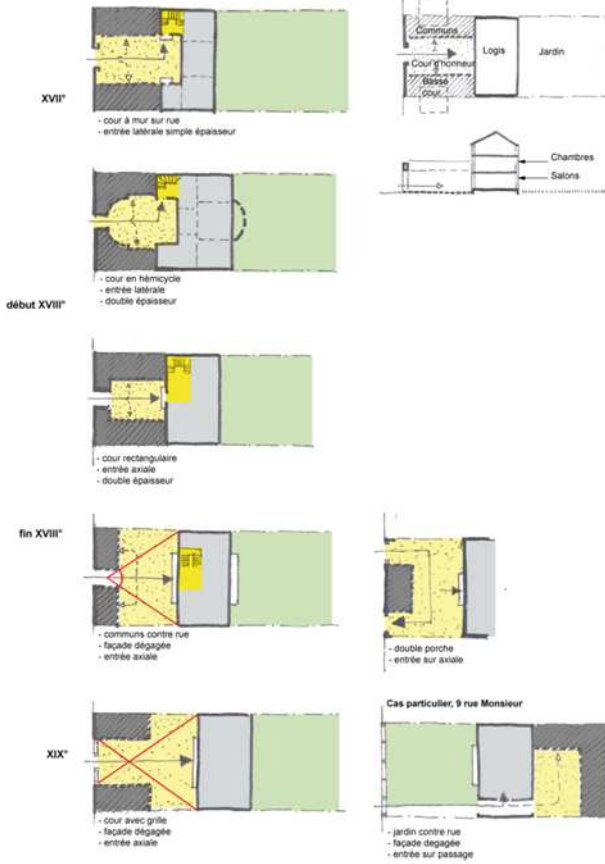 Communs
Logis
Jardin
Cour d'honneur
Basse
cour
XVII°
- cour à mur sur rue
- entrée latérale simple épaisseur
Chambres
Salons
- cour en hémicycle
- entrée latérale
- double épaisseur
début XVIII°
- cour rectangulaire
- entrée axiale
- double épaisseur
fin XVIII°
- communs contre rue
- façade dégagée
- entrée axiale
- double porche
- entrée sur axiale
Cas particulier, 9 rue Monsieur
XIX°
- cour avec grille
- façade dégagée
- entrée axiale
- jardin contre rue
- façade degagée
- entrée sur passage